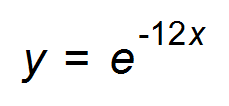 y = e^{-12x}